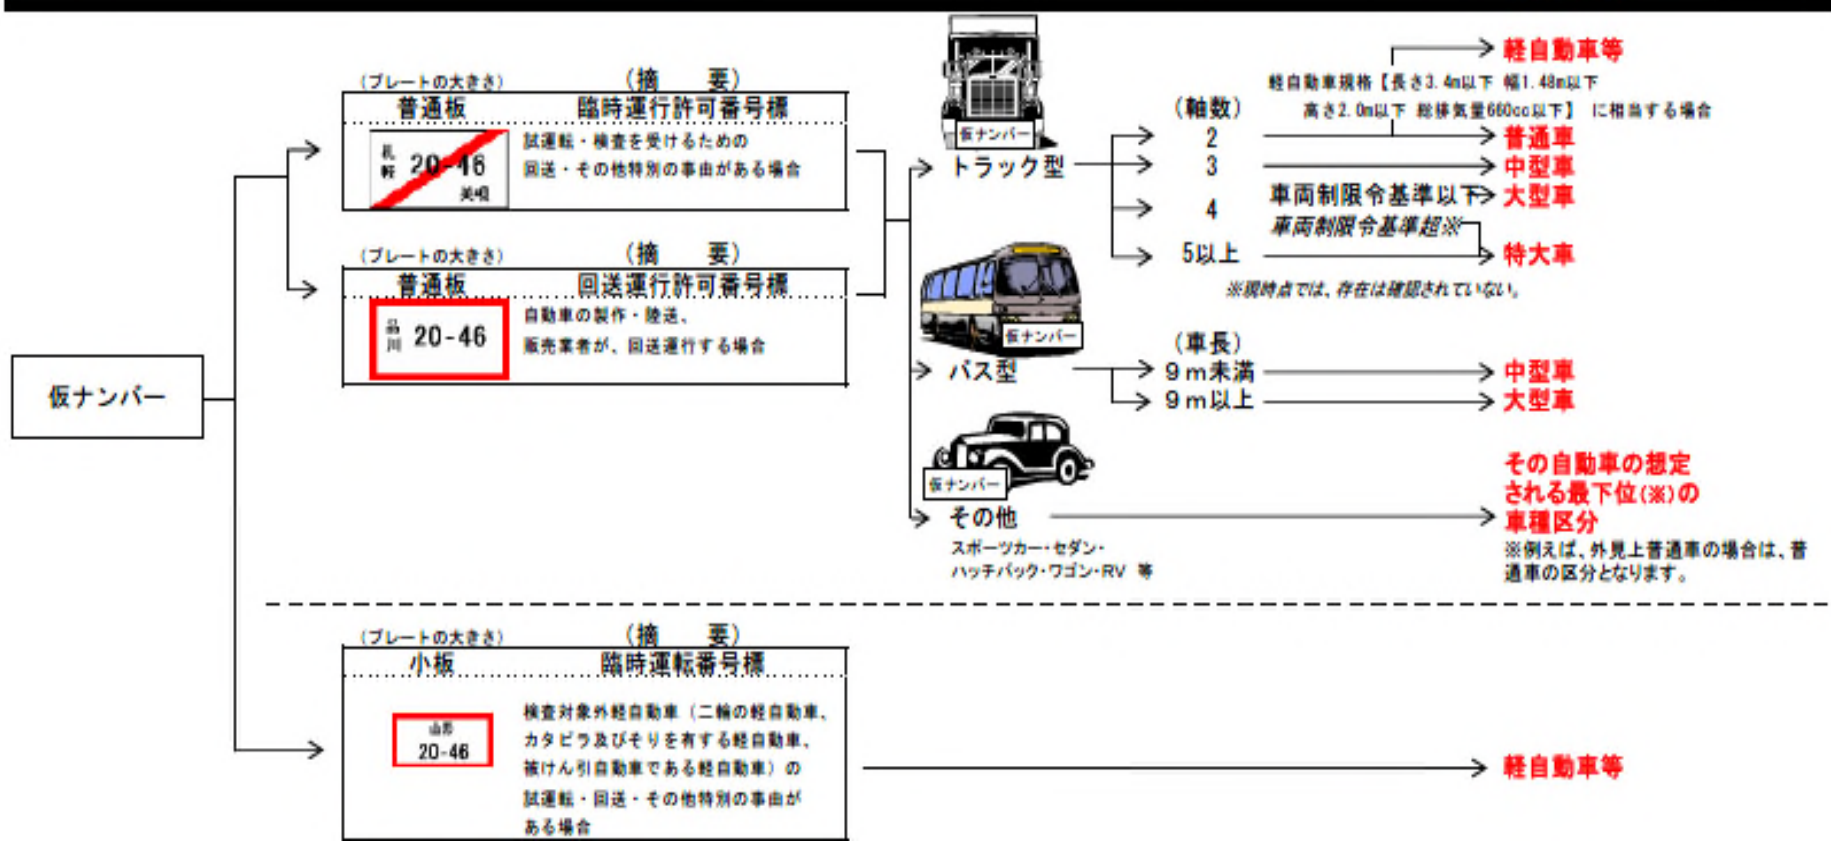 仮ナンバー
(プレートの大きさ) (摘 要)
普通板 臨時運行許可番号標
札幌
20-46
美唄
試運転・検査を受けるための
回送・その他特別の事由がある場合
(プレートの大きさ) (摘 要)
普通板 回送運行許可番号標
品川
20-46
自動車の製作・陸送、
販売業者が、回送運行する場合
仮ナンバー
トラック型
(軸数)
2
3
4
5以上
軽自動車等
軽自動車規格【長さ3.4m以下 幅1.48m以下
高さ2.0m以下 総排気量660cc以下】 に相当する場合
普通車
中型車
車両制限令基準以下
大型車
車両制限令基準超※
特大車
※現時点では、存在は確認されていない。
仮ナンバー
バス型
(車長)
9m未満
中型車
9m以上
大型車
仮ナンバー
その他
スポーツカー・セダン・
ハッチバック・ワゴン・RV 等
その自動車の想定
される最下位(※)の
車種区分
※例えば、外見上普通車の場合は、普
通車の区分となります。
(プレートの大きさ) (摘 要)
小板 臨時運転番号標
山形
20-46
検査対象外軽自動車(二輪の軽自動車、
カタピラ及びそりを有する軽自動車、
被けん引自動車である軽自動車)の
試運転・回送・その他特別の事由が
ある場合
軽自動車等